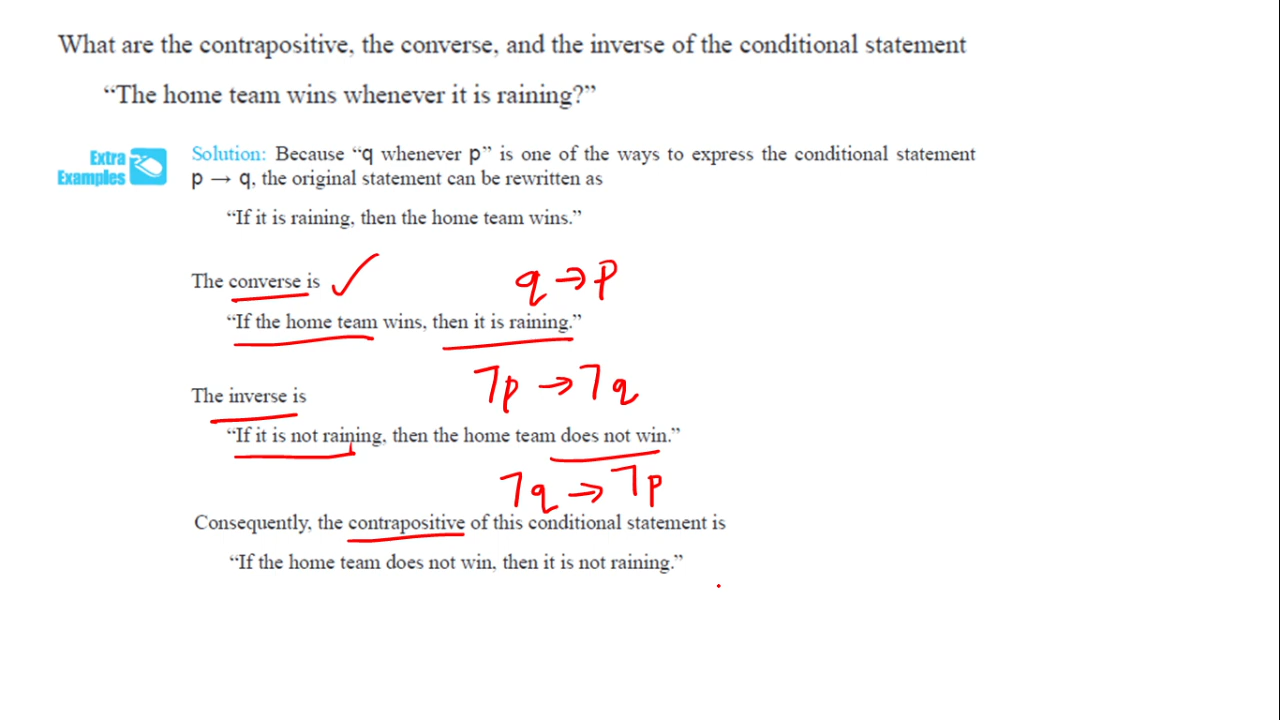 What are the contrapositive, the converse, and the inverse of the conditional statement
“The home team wins whenever it is raining?”
Extra
Examples
Solution: Because “q whenever p” is one of the ways to express the conditional statement
p → q, the original statement can be rewritten as
“If it is raining, then the home team wins.”
The converse is ✓ q → p
“If the home team wins, then it is raining.”
¬p → ¬q
The inverse is
“If it is not raining, then the home team does not win.”
¬q → ¬p
Consequently, the contrapositive of this conditional statement is
“If the home team does not win, then it is not raining.”